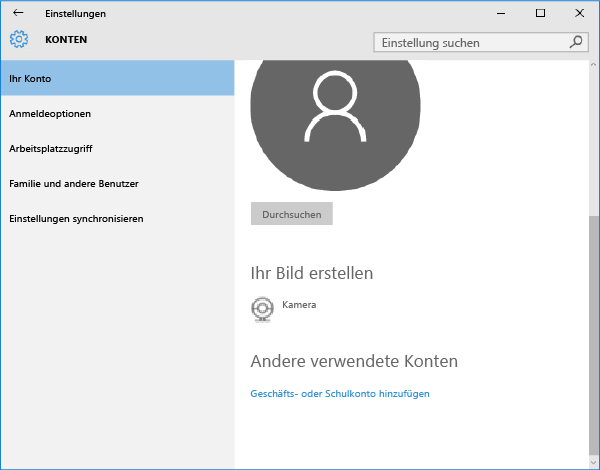 Einstellungen
KONTEN
Einstellung suchen
Ihr Konto
Anmeldeoptionen
Arbeitsplatzzugriff
Familie und andere Benutzer
Einstellungen synchronisieren
Durchsuchen
Ihr Bild erstellen
Kamera
Andere verwendete Konten
Geschäfts- oder Schulkonto hinzufügen